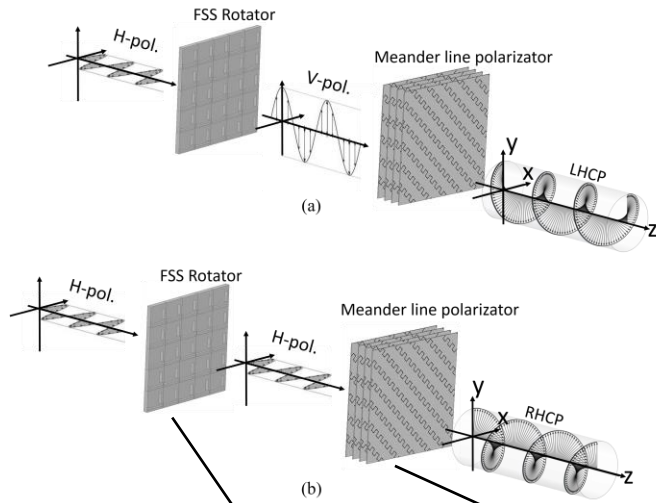 FSS Rotator
H-pol.
V-pol.
Meander line polarizator
y
x
LHCP
z
(a)
FSS Rotator
H-pol.
H-pol.
Meander line polarizator
y
x
RHCP
z
(b)